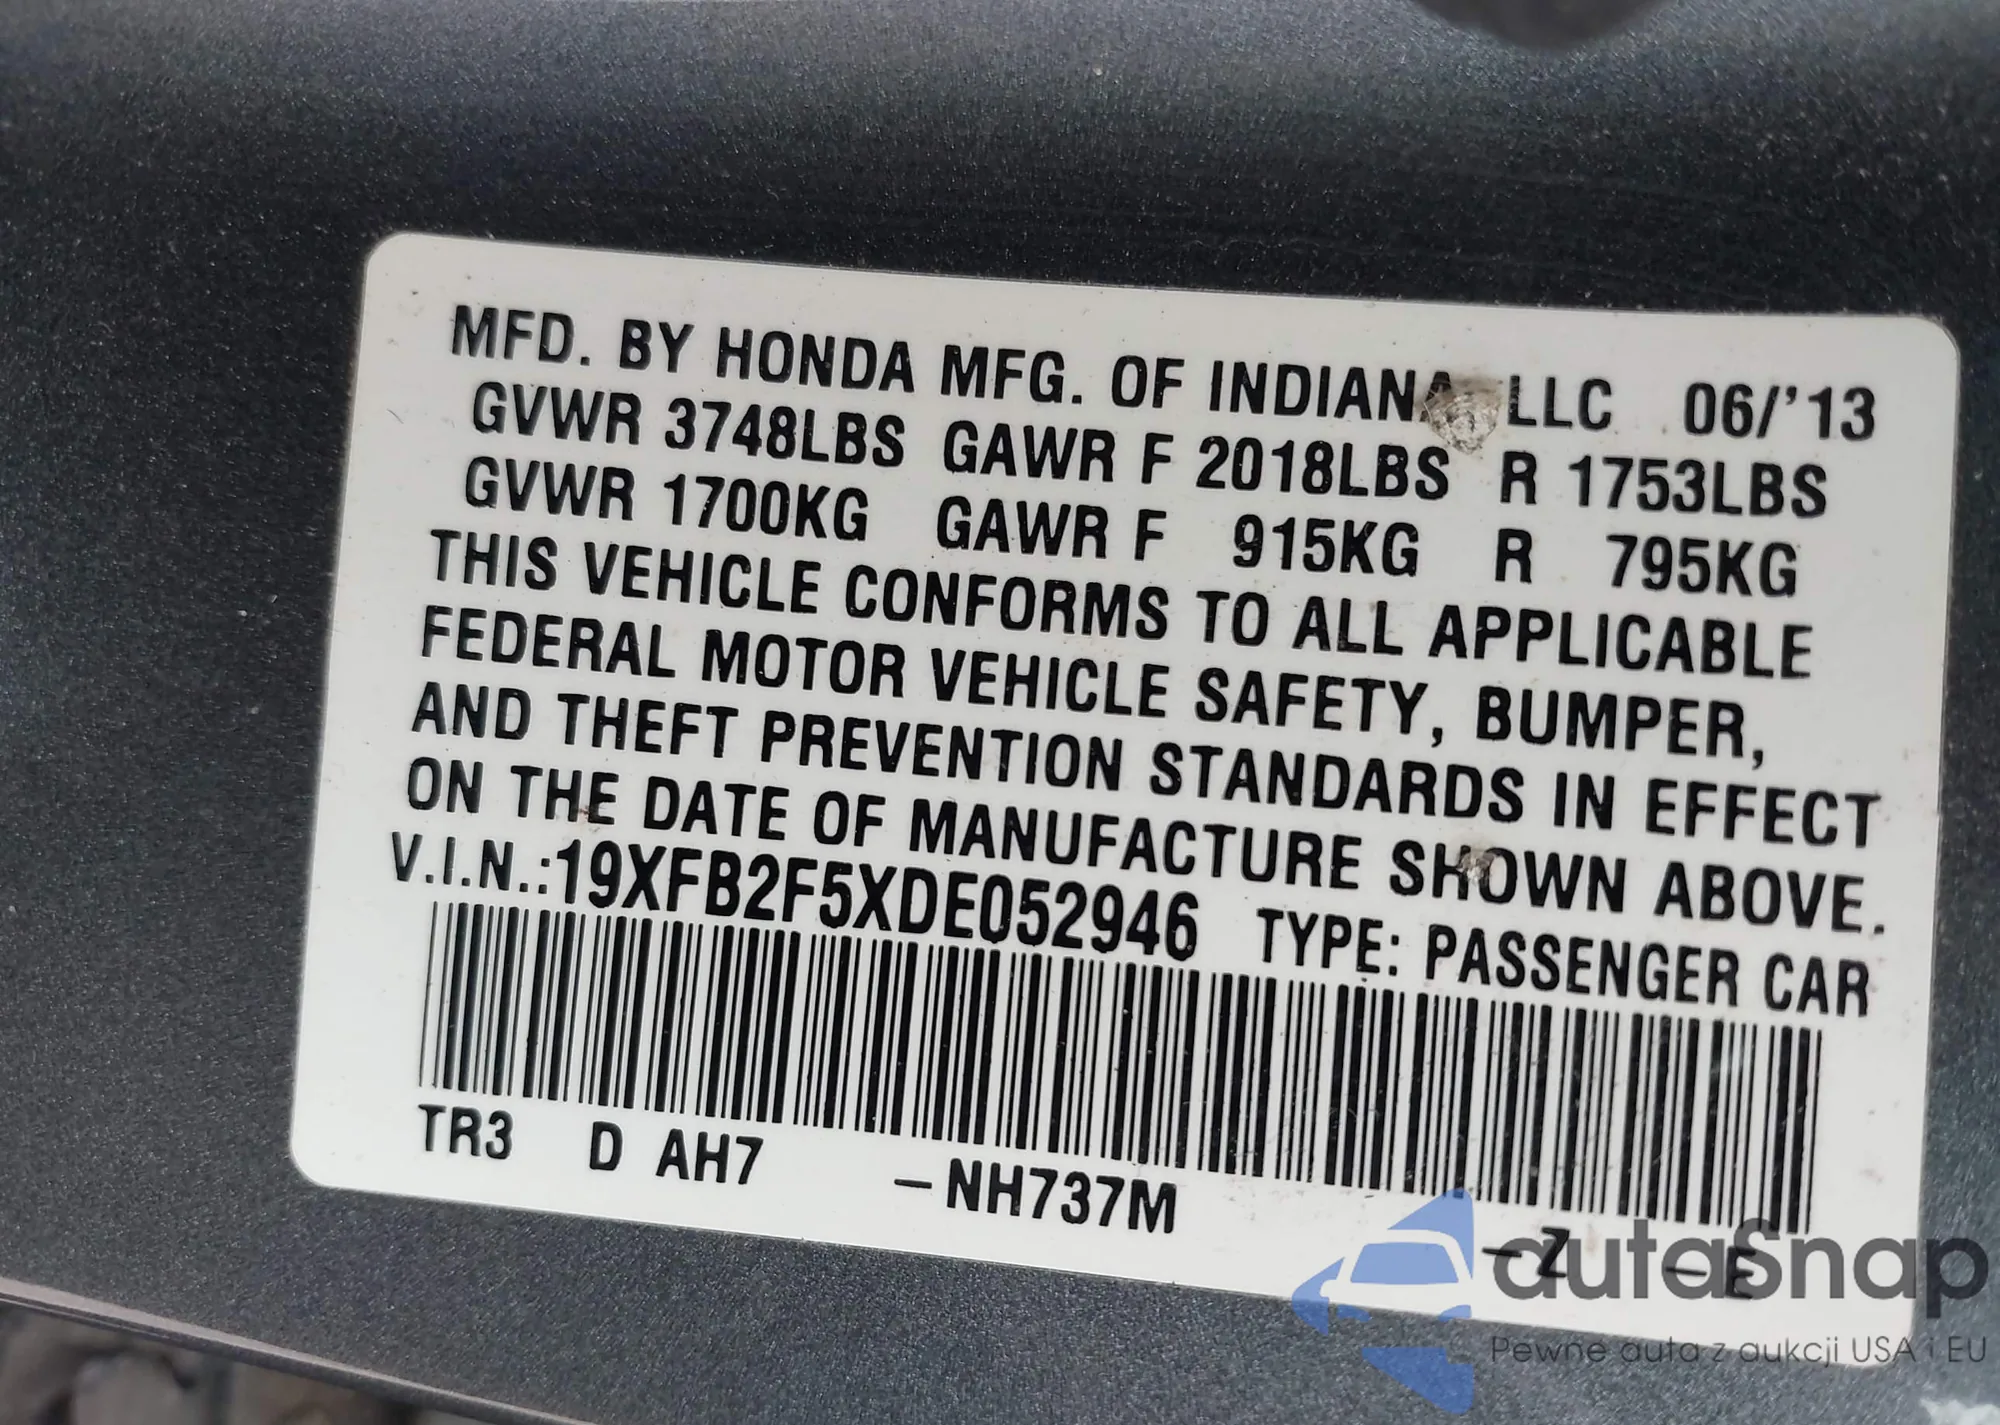 MFD. BY HONDA MFG. OF INDIANA LLC 06/'13
GVWR 3748LBS GAWR F 2018LBS R 1753LBS
GVWR 1700KG GAWR F 915KG R 795KG
THIS VEHICLE CONFORMS TO ALL APPLICABLE
FEDERAL MOTOR VEHICLE SAFETY, BUMPER,
AND THEFT PREVENTION STANDARDS IN EFFECT
ON THE DATE OF MANUFACTURE SHOWN ABOVE.
V.I.N.:19XFB2F5XDE052946 TYPE: PASSENGER CAR
TR3 D AH7 -NH737M -Z -E
autaSnap
Pewne auta z aukcji USA i EU